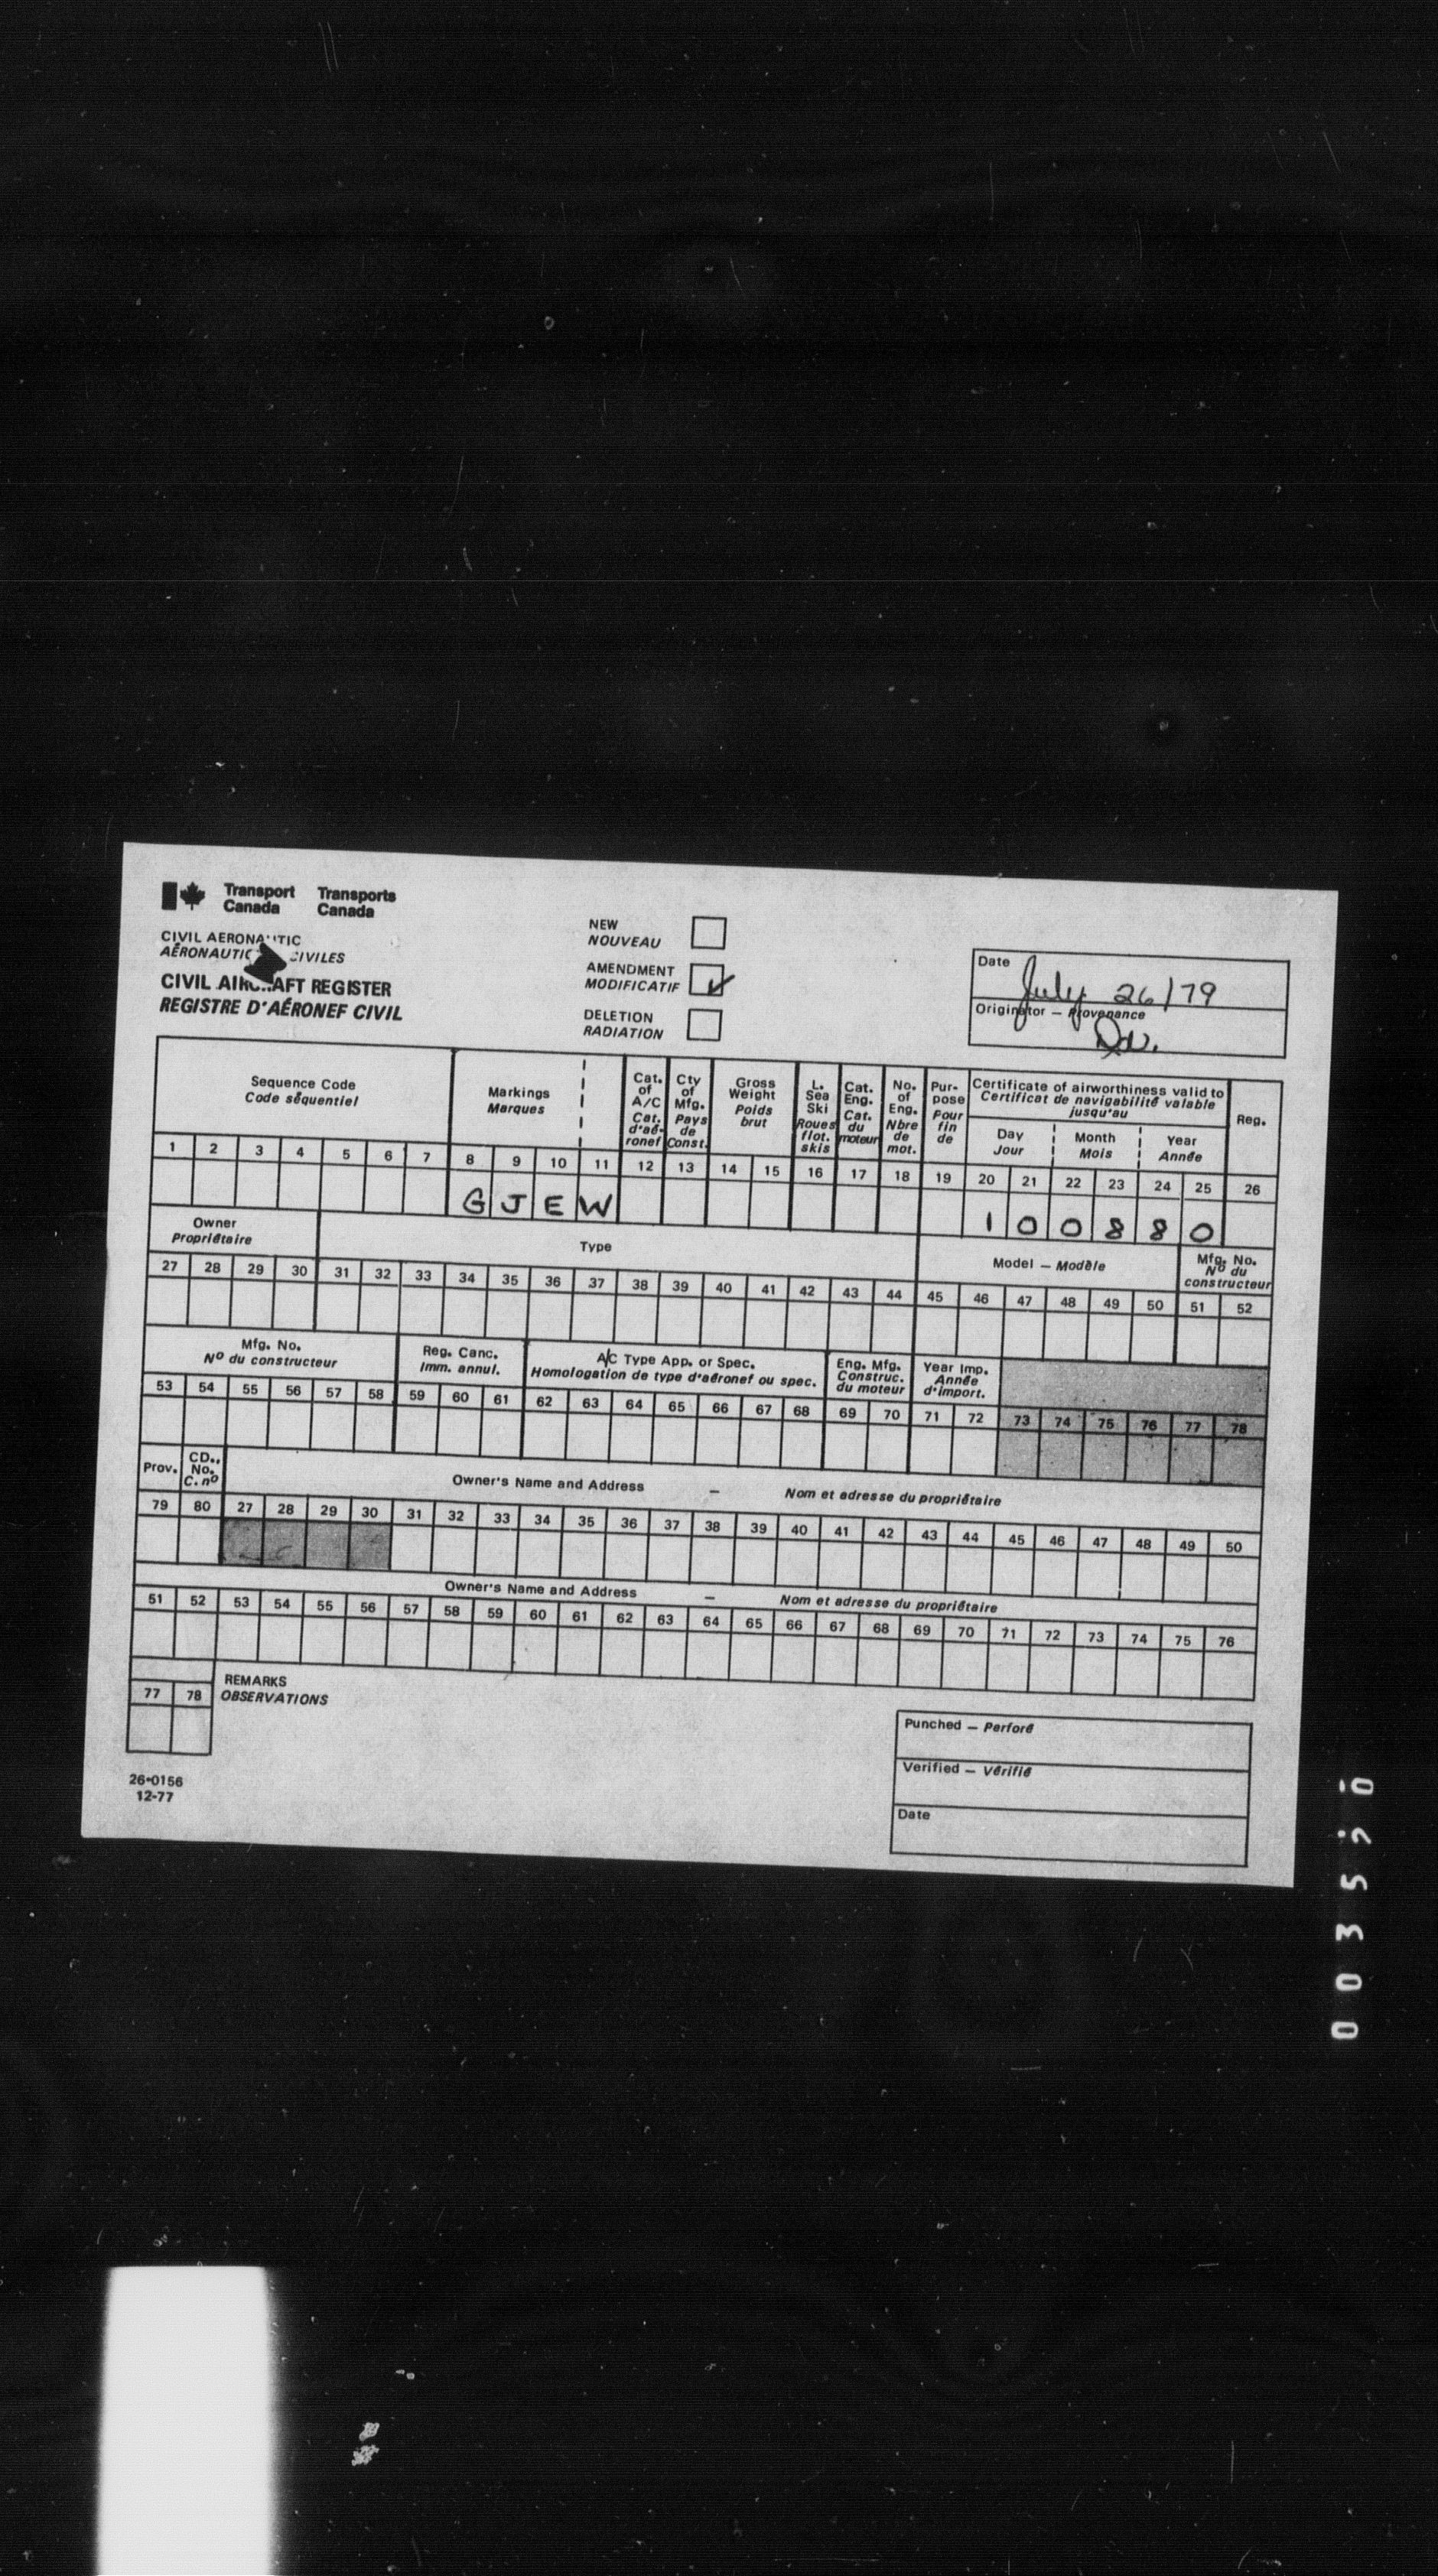 Transport Canada Transports Canada
CIVIL AERONAUTIC
AÉRONAUTIC CIVILES
CIVIL AIRCRAFT REGISTER
REGISTRE D'AÉRONEF CIVIL
NEW
NOUVEAU
AMENDMENT
MODIFICATIF ✓
DELETION
RADIATION
Date July 26/79
Originator — Provenance
Sequence Code
Code séquentiel
Markings
Marques
Cat. of A/C Cat. d'aé- ronef
Cty of Mfg. Pays de Const.
Gross Weight Poids brut
L. Sea Ski Roues flot. skis
Cat. Eng. Cat. du moteur
No. of Eng. Nbre de mot.
Pur- pose Pour fin de
Certificate of airworthiness valid to
Certificat de navigabilité valable jusqu'au
Day Jour Month Mois Year Année
Reg.
1 2 3 4 5 6 7 8 9 10 11 12 13 14 15 16 17 18 19 20 21 22 23 24 25 26
G J E W 1 0 0 8 8 0
Owner
Propriétaire
Type
Model — Modèle
Mfg. No. Nº du constructeur
27 28 29 30 31 32 33 34 35 36 37 38 39 40 41 42 43 44 45 46 47 48 49 50 51 52
Mfg. No.
Nº du constructeur
Reg. Canc.
Imm. annul.
A/C Type App. or Spec.
Homologation de type d'aéronef ou spec.
Eng. Mfg. Construc. du moteur
Year Imp. Année d'import.
53 54 55 56 57 58 59 60 61 62 63 64 65 66 67 68 69 70 71 72 73 74 75 76 77 78
Prov. CD., No. C. nº
Owner's Name and Address — Nom et adresse du propriétaire
79 80 27 28 29 30 31 32 33 34 35 36 37 38 39 40 41 42 43 44 45 46 47 48 49 50
Owner's Name and Address — Nom et adresse du propriétaire
51 52 53 54 55 56 57 58 59 60 61 62 63 64 65 66 67 68 69 70 71 72 73 74 75 76
77 78
REMARKS
OBSERVATIONS
Punched — Perforé
Verified — Vérifié
Date
26-0156
12-77